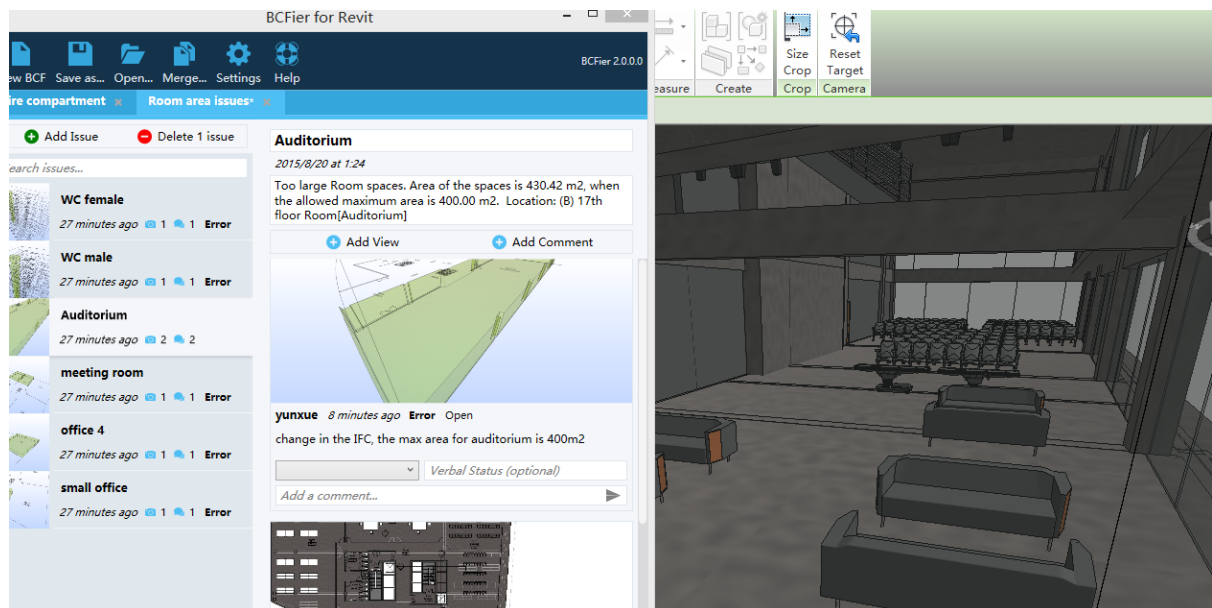 BCFier for Revit
ew BCF Save as... Open... Merge... Settings Help
BCFier 2.0.0.0
ire compartment Room area issues*
Add Issue Delete 1 issue
earch issues...
WC female
27 minutes ago 1 1 Error
WC male
27 minutes ago 1 1 Error
Auditorium
27 minutes ago 2 2
meeting room
27 minutes ago 1 1 Error
office 4
27 minutes ago 1 1 Error
small office
27 minutes ago 1 1 Error
Auditorium
2015/8/20 at 1:24
Too large Room spaces. Area of the spaces is 430.42 m2, when
the allowed maximum area is 400.00 m2. Location: (B) 17th
floor Room[Auditorium]
Add View Add Comment
yunxue 8 minutes ago Error Open
change in the IFC, the max area for auditorium is 400m2
Verbal Status (optional)
Add a comment...
Size
Crop
Reset
Target
easure Create Crop Camera